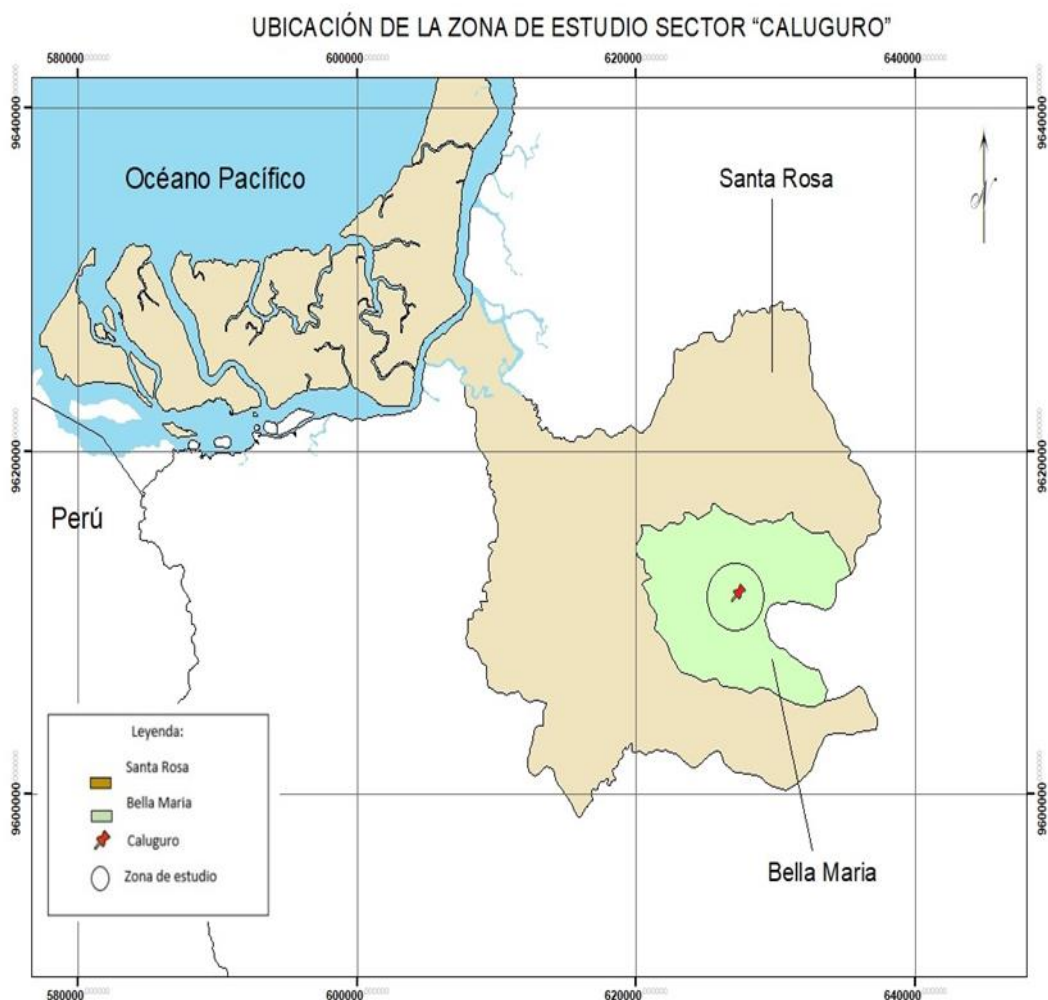 UBICACIÓN DE LA ZONA DE ESTUDIO SECTOR “CALUGURO”
580000 600000 620000 640000
9640000 9640000
Océano Pacífico
Santa Rosa
N
9620000 9620000
Perú
Leyenda:
Santa Rosa
Bella Maria
Caluguro
Zona de estudio
9600000 9600000
Bella Maria
580000 600000 620000 640000